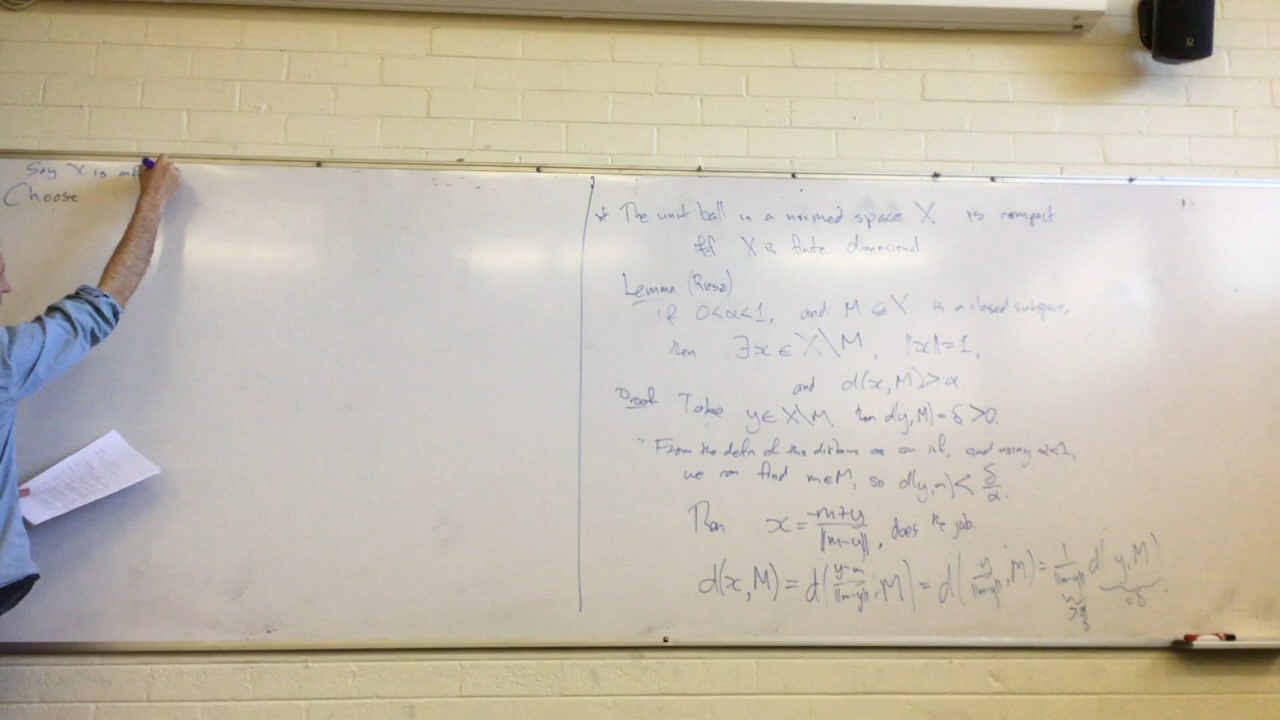 Say X is inf
Choose
* The unit ball in a normed space X is compact
iff X is finite dimensional
Lemma (Riesz)
if 0<α<1, and M ⊊ X is a closed subspace,
then ∃x ∈ X\M, ||x||=1,
and d(x,M) > α
Proof Take y ∈ X\M, then d(y,M) = δ > 0.
From the defn of this distance as an inf, and using α<1,
we can find m∈M, so d(y,m) < δ/α.
Then x = -m+y/||m-y||, does the job.
d(x,M) = d(y-m/||m-y||, M) = d(y/||m-y||, M) = 1/||m-y|| d(y,M)
=δ